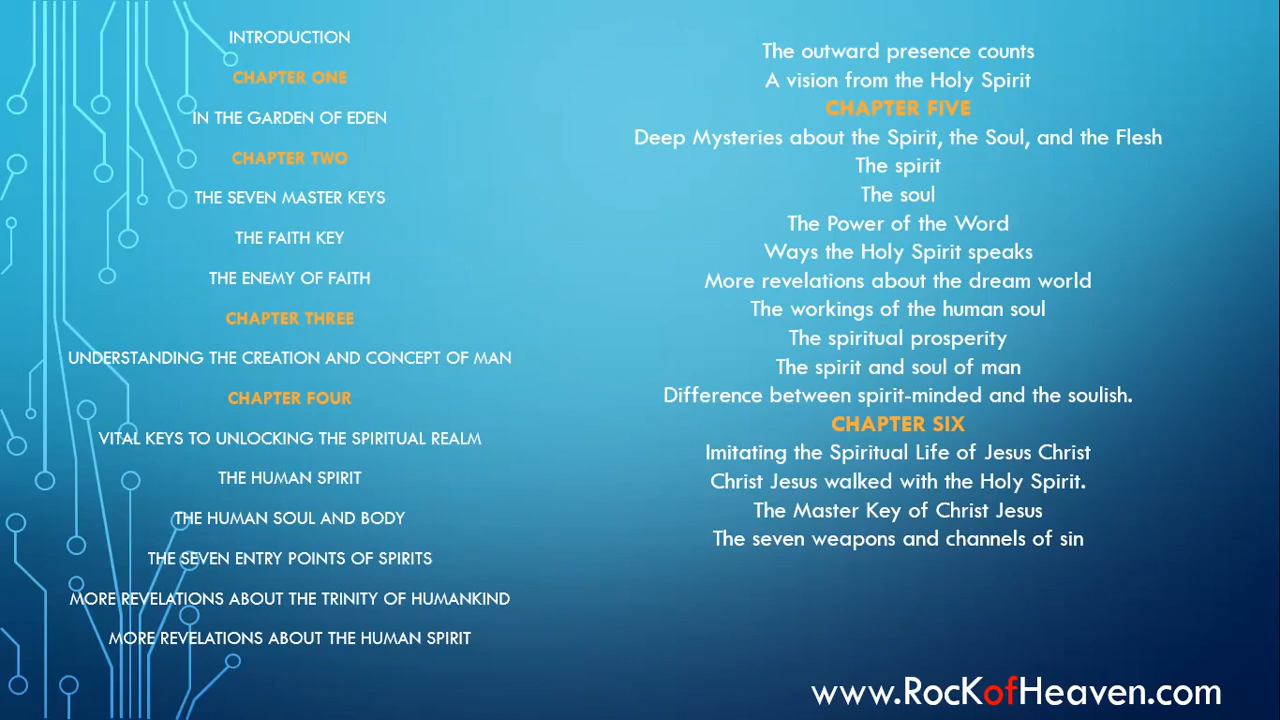 INTRODUCTION
CHAPTER ONE
IN THE GARDEN OF EDEN
CHAPTER TWO
THE SEVEN MASTER KEYS
THE FAITH KEY
THE ENEMY OF FAITH
CHAPTER THREE
UNDERSTANDING THE CREATION AND CONCEPT OF MAN
CHAPTER FOUR
VITAL KEYS TO UNLOCKING THE SPIRITUAL REALM
THE HUMAN SPIRIT
THE HUMAN SOUL AND BODY
THE SEVEN ENTRY POINTS OF SPIRITS
MORE REVELATIONS ABOUT THE TRINITY OF HUMANKIND
MORE REVELATIONS ABOUT THE HUMAN SPIRIT
The outward presence counts
A vision from the Holy Spirit
CHAPTER FIVE
Deep Mysteries about the Spirit, the Soul, and the Flesh
The spirit
The soul
The Power of the Word
Ways the Holy Spirit speaks
More revelations about the dream world
The workings of the human soul
The spiritual prosperity
The spirit and soul of man
Difference between spirit-minded and the soulish.
CHAPTER SIX
Imitating the Spiritual Life of Jesus Christ
Christ Jesus walked with the Holy Spirit.
The Master Key of Christ Jesus
The seven weapons and channels of sin
www.RocKofHeaven.com